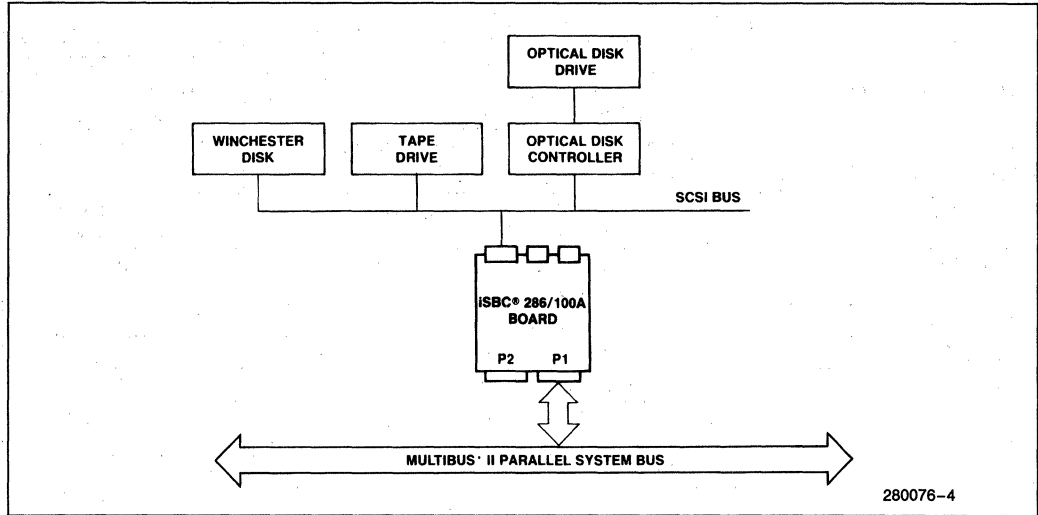 OPTICAL DISK
DRIVE
WINCHESTER
DISK
TAPE
DRIVE
OPTICAL DISK
CONTROLLER
SCSI BUS
iSBC® 286/100A
BOARD
P2 P1
MULTIBUS® II PARALLEL SYSTEM BUS
280076-4